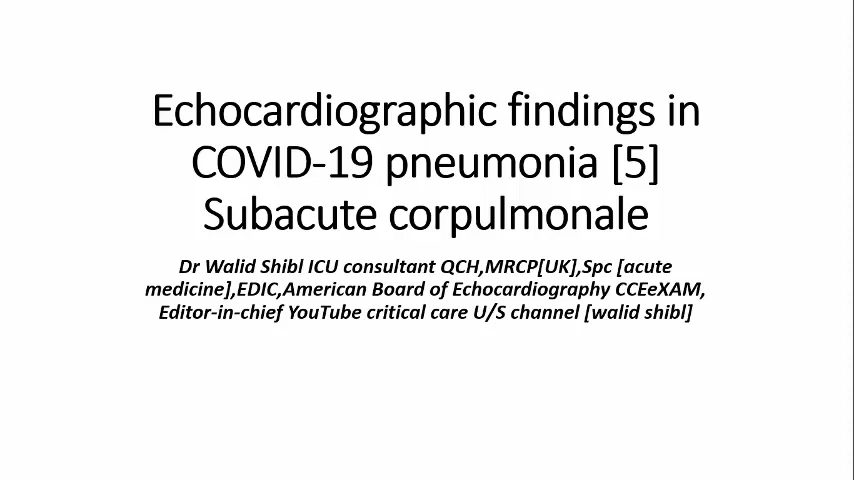 Echocardiographic findings in
COVID-19 pneumonia [5]
Subacute corpulmonale
Dr Walid Shibl ICU consultant QCH,MRCP[UK],Spc [acute
medicine],EDIC,American Board of Echocardiography CCEeXAM,
Editor-in-chief YouTube critical care U/S channel [walid shibl]